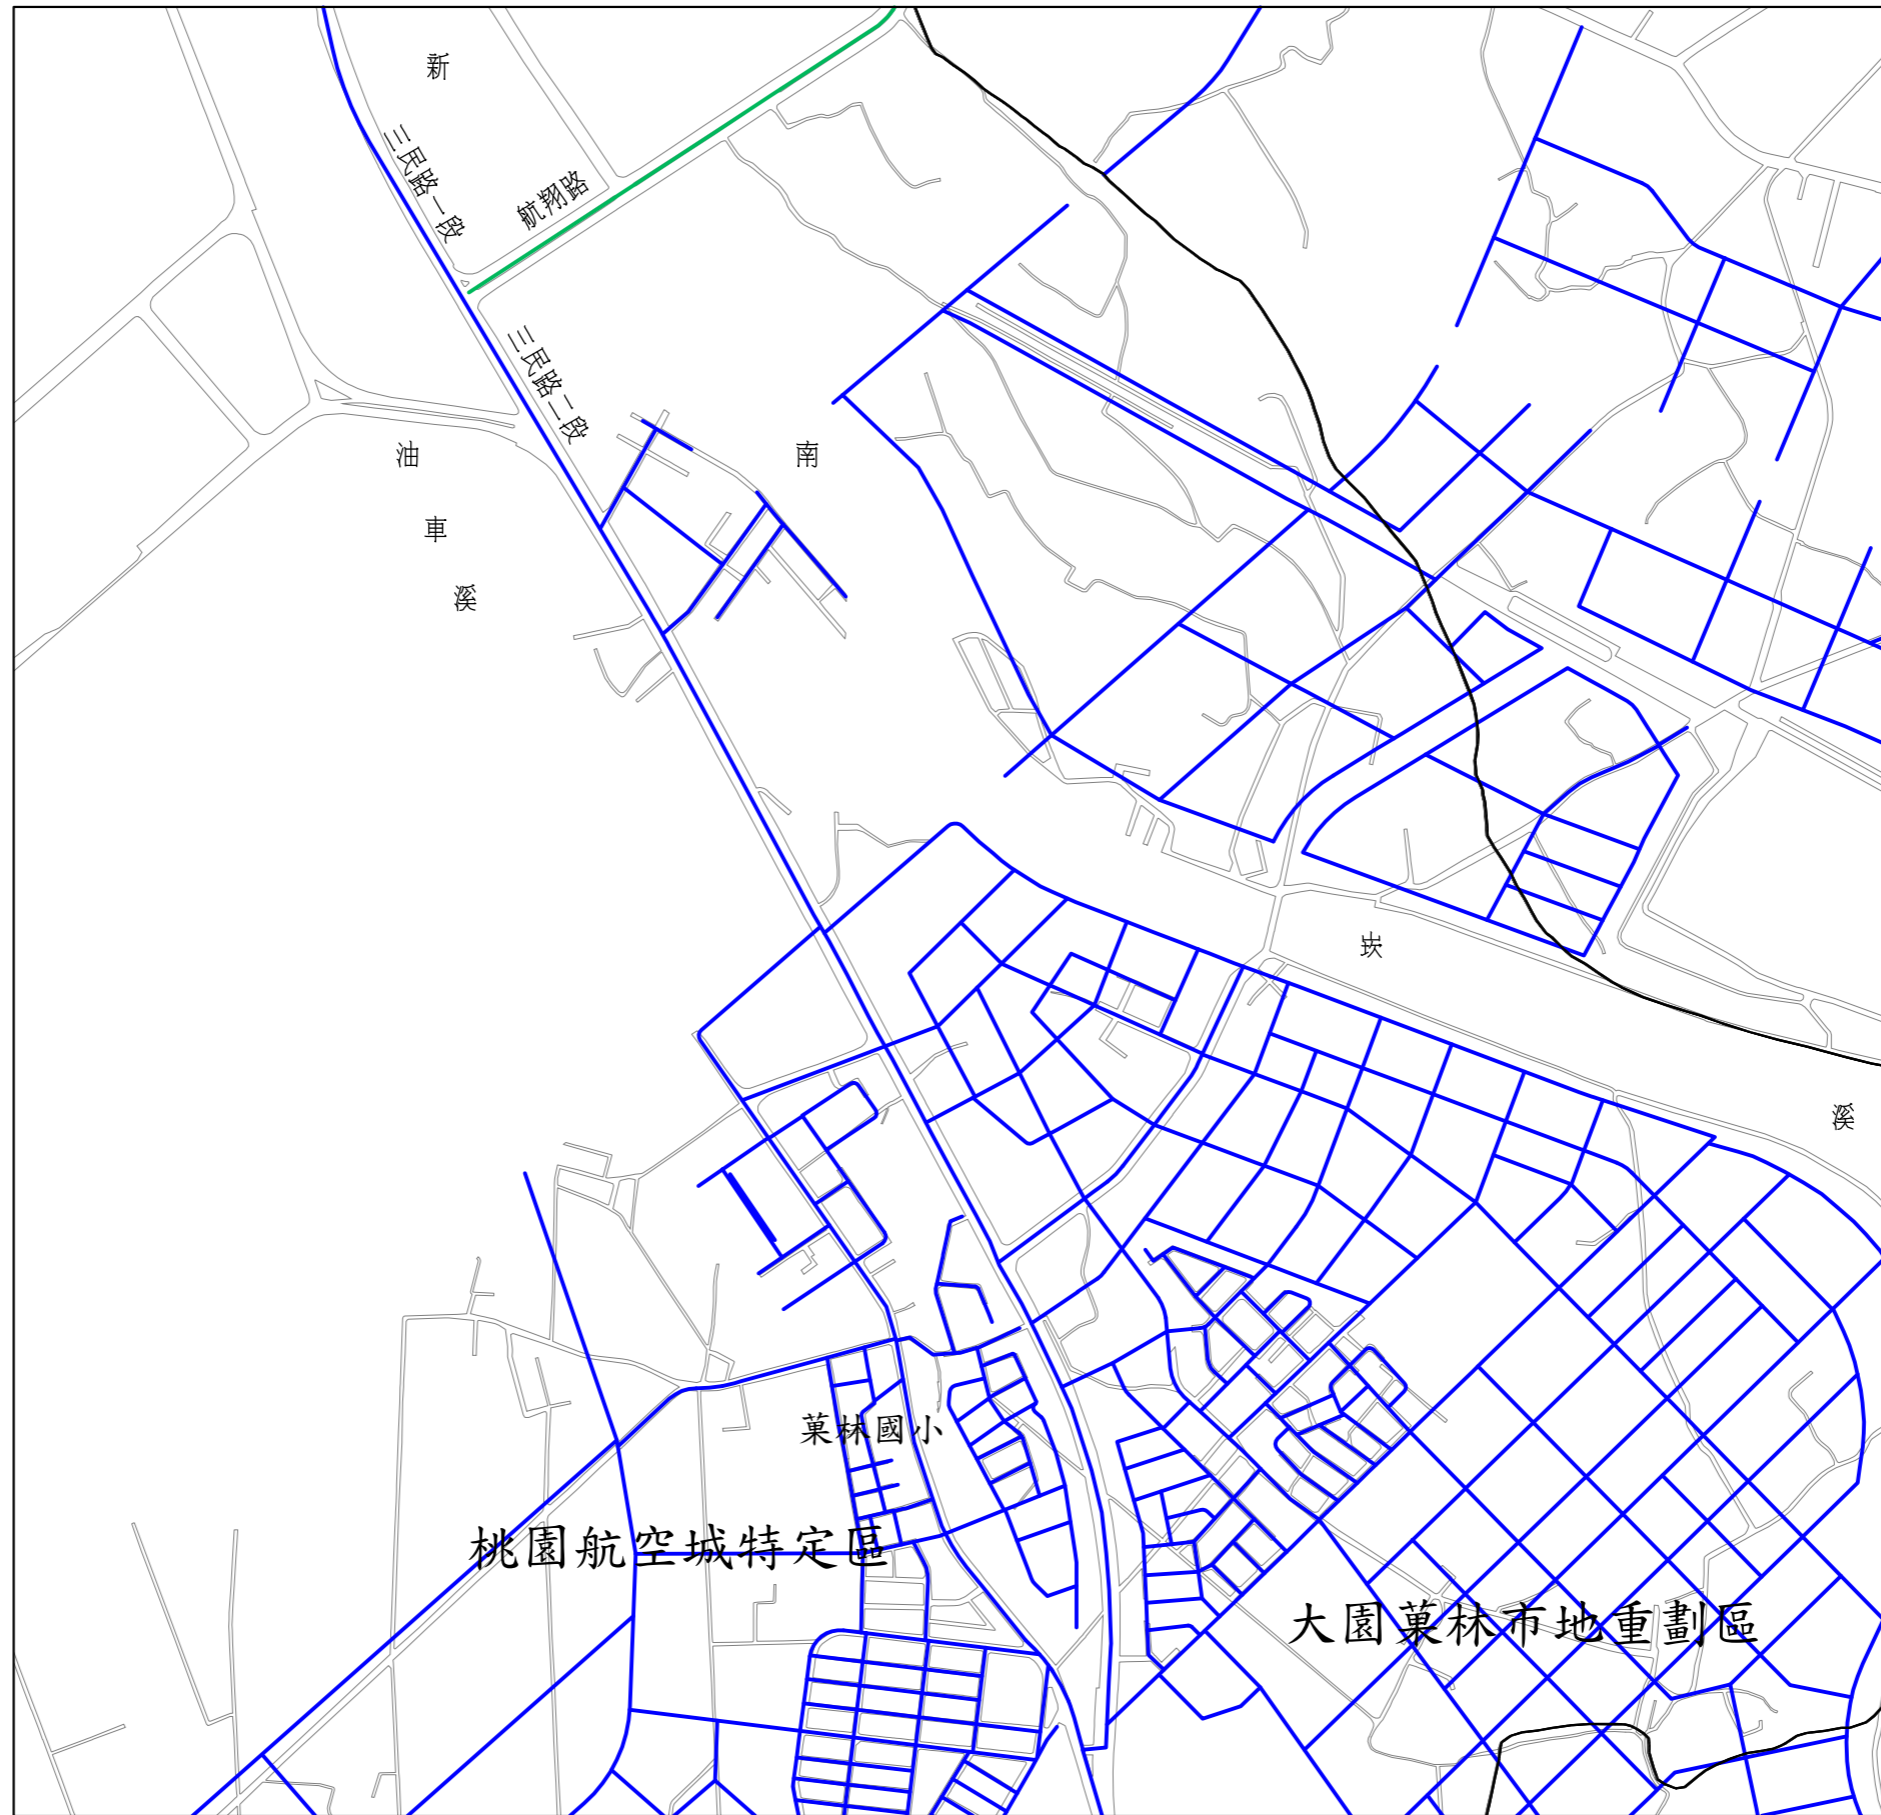 新
三民路一段
航翔路
三民路二段
油
車
溪
南
崁
溪
菓林國小
桃園航空城特定區
大園菓林市地重劃區